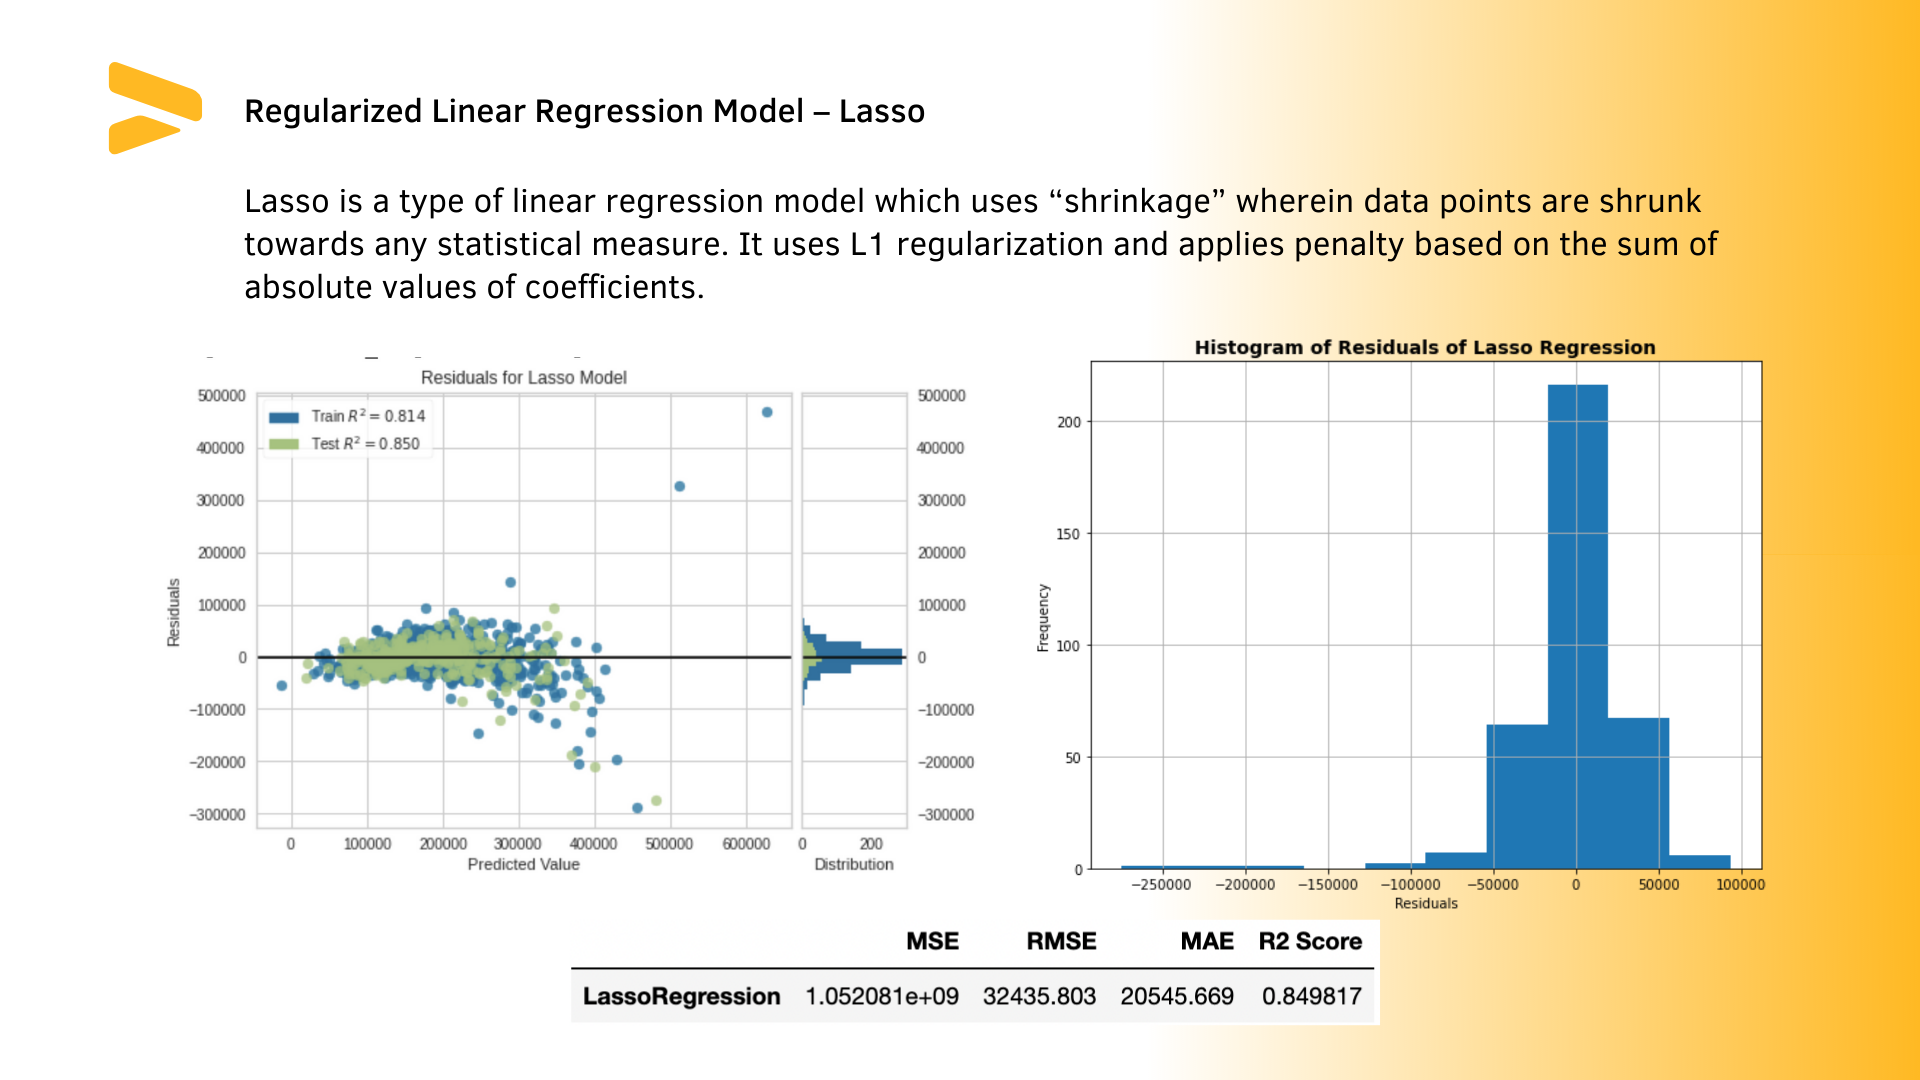 Regularized Linear Regression Model – Lasso
Lasso is a type of linear regression model which uses “shrinkage” wherein data points are shrunk
towards any statistical measure. It uses L1 regularization and applies penalty based on the sum of
absolute values of coefficients.
Residuals for Lasso Model
Train R² = 0.814
Test R² = 0.850
Residuals
500000
400000
300000
200000
100000
0
−100000
−200000
−300000
0 100000 200000 300000 400000 500000 600000
Predicted Value
500000
400000
300000
200000
100000
0
−100000
−200000
−300000
0 200
Distribution
Histogram of Residuals of Lasso Regression
Frequency
200
150
100
50
0
−250000 −200000 −150000 −100000 −50000 0 50000 100000
Residuals
MSE RMSE MAE R2 Score
LassoRegression 1.052081e+09 32435.803 20545.669 0.849817